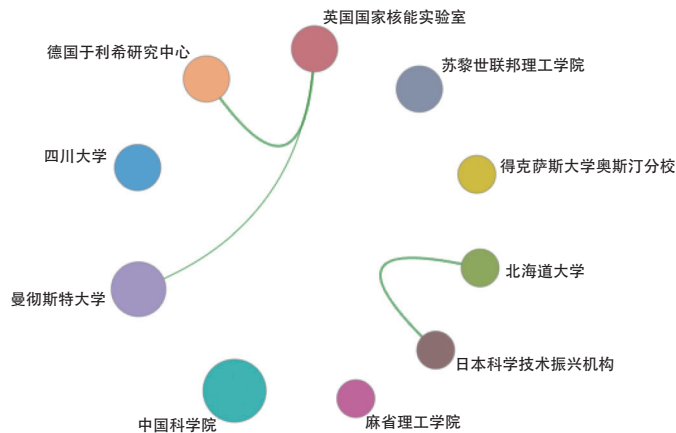 英国国家核能实验室
德国于利希研究中心
苏黎世联邦理工学院
四川大学
得克萨斯大学奥斯汀分校
北海道大学
曼彻斯特大学
日本科学技术振兴机构
中国科学院
麻省理工学院